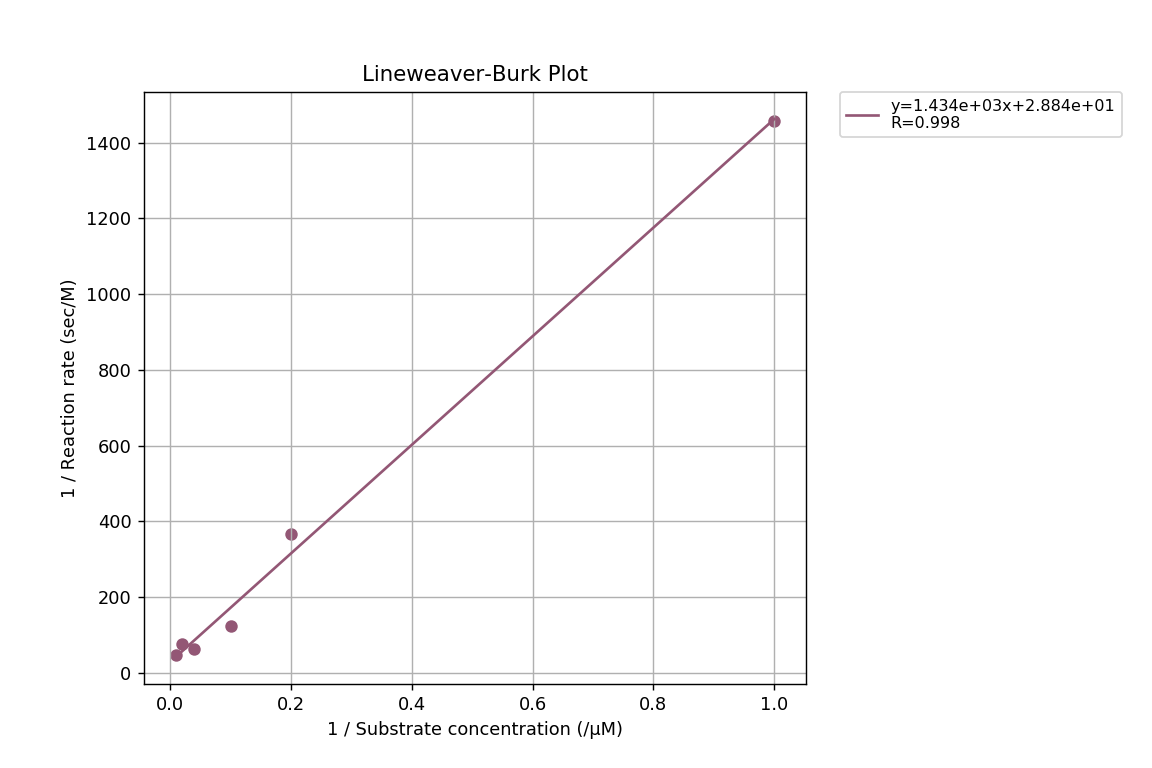 Lineweaver-Burk Plot
y=1.434e+03x+2.884e+01
R=0.998
1 / Reaction rate (sec/M)
1400
1200
1000
800
600
400
200
0
0.0 0.2 0.4 0.6 0.8 1.0
1 / Substrate concentration (/μM)